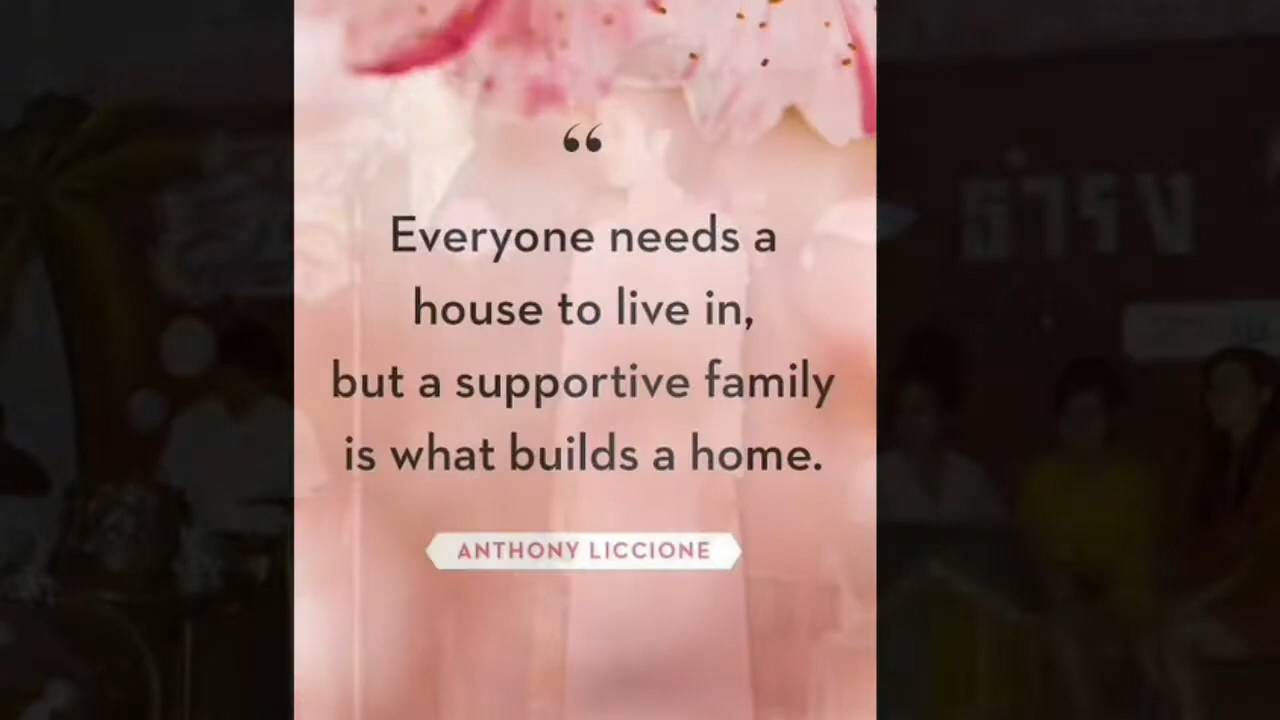 “
Everyone needs a
house to live in,
but a supportive family
is what builds a home.
ANTHONY LICCIONE